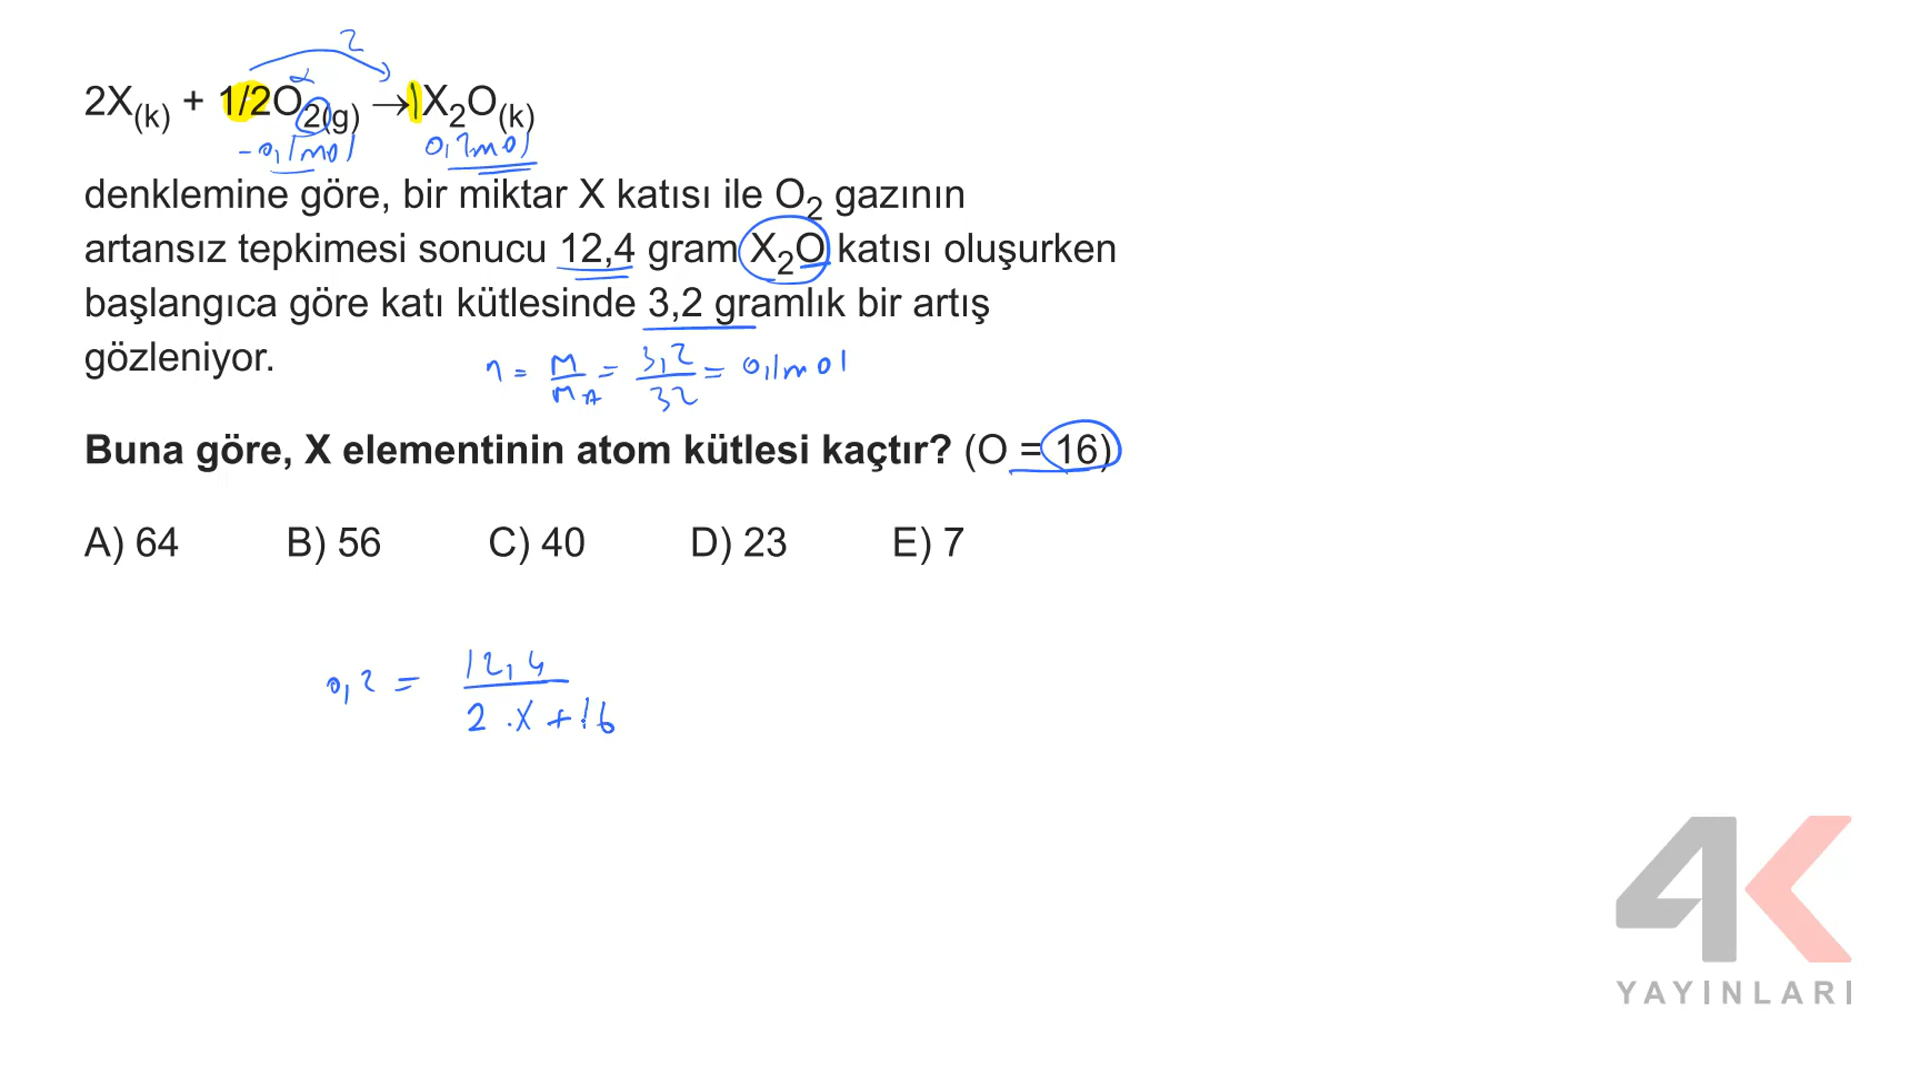 2
2X(k) + 1/2O2(g) → 1X2O(k)
-0,1mol 0,2mol
denklemine göre, bir miktar X katısı ile O2 gazının
artansız tepkimesi sonucu 12,4 gram X2O katısı oluşurken
başlangıca göre katı kütlesinde 3,2 gramlık bir artış
gözleniyor.
n = m/mA = 3,2/32 = 0,1mol
Buna göre, X elementinin atom kütlesi kaçtır? (O = 16)
A) 64 B) 56 C) 40 D) 23 E) 7
0,2 = 12,4/2.X+16
4K
YAYINLARI